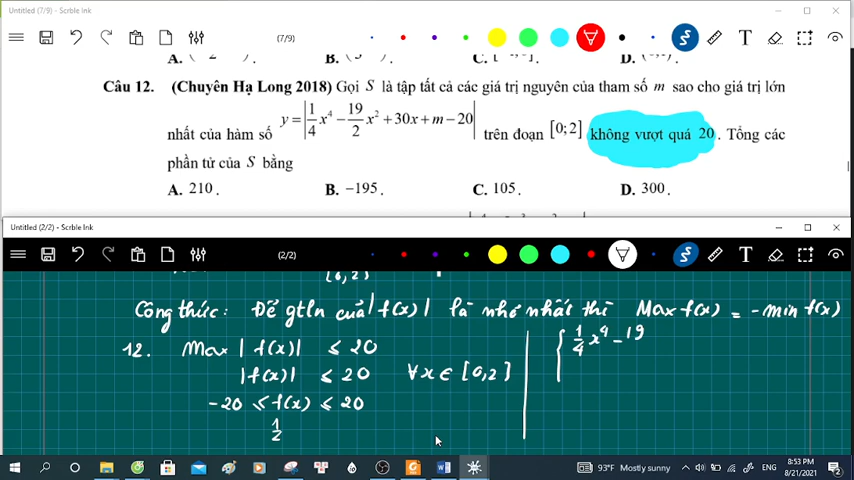 Untitled (7/9) - Scrble Ink
(7/9)
A. B. C. D.
Câu 12. (Chuyên Hạ Long 2018) Gọi S là tập tất cả các giá trị nguyên của tham số m sao cho giá trị lớn
nhất của hàm số y = |1/4 x⁴ − 19/2 x² + 30x + m − 20| trên đoạn [0;2] không vượt quá 20. Tổng các
phần tử của S bằng
A. 210. B. −195. C. 105. D. 300.
Untitled (2/2) - Scrble Ink
(2/2)
[0,2]
Công thức: Để gtln của |f(x)| là nhỏ nhất thì Max f(x) = - min f(x)
12. Max |f(x)| ≤ 20
|f(x)| ≤ 20 ∀x ∈ [0,2]
-20 ≤ f(x) ≤ 20
1/2
{ 1/4 x⁴ - 19
93°F Mostly sunny
ENG
8:53 PM
8/21/2021
2